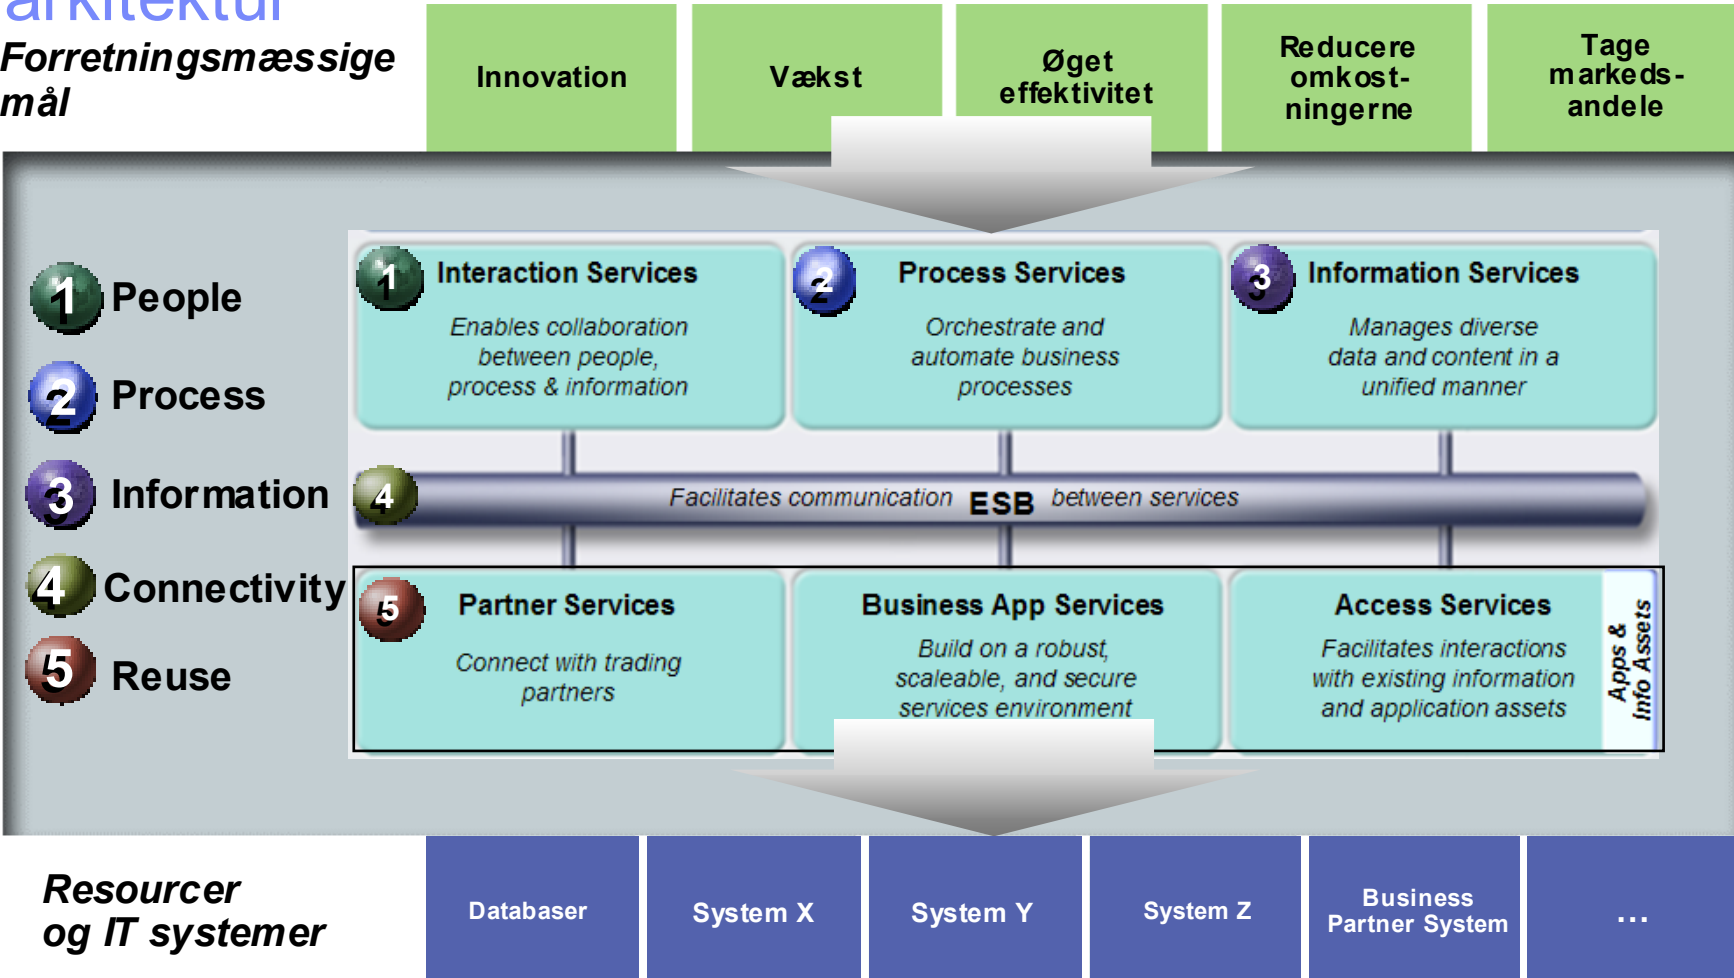 arkitektur
Forretningsmæssige
mål
Innovation
Vækst
Øget
effektivitet
Reducere
omkost-
ningerne
Tage
markeds-
andele
1 People
2 Process
3 Information
4 Connectivity
5 Reuse
1 Interaction Services
Enables collaboration
between people,
process & information
2 Process Services
Orchestrate and
automate business
processes
3 Information Services
Manages diverse
data and content in a
unified manner
4 Facilitates communication ESB between services
5 Partner Services
Connect with trading
partners
Business App Services
Build on a robust,
scaleable, and secure
services environment
Access Services
Facilitates interactions
with existing information
and application assets
Apps &
Info Assets
Resourcer
og IT systemer
Databaser
System X
System Y
System Z
Business
Partner System
...